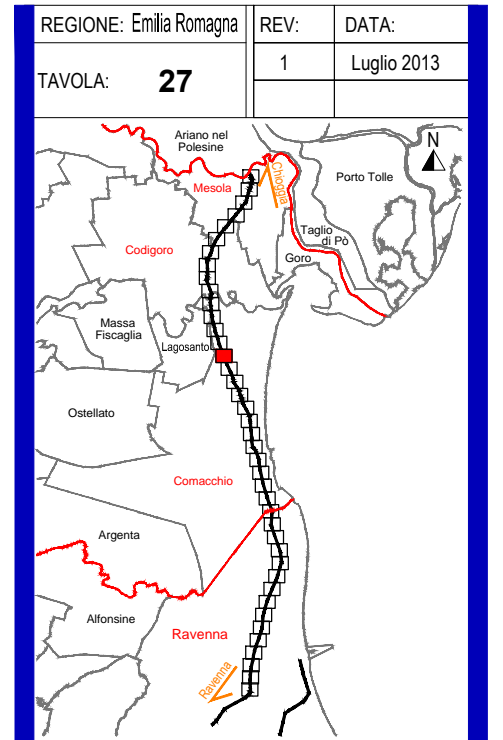 REGIONE: Emilia Romagna
REV:
DATA:
TAVOLA: 27
1
Luglio 2013
Ariano nel
Polesine
N
Mesola
Chioggia
Porto Tolle
Codigoro
Taglio
di Pò
Goro
Massa
Fiscaglia
Lagosanto
Ostellato
Comacchio
Argenta
Alfonsine
Ravenna
Ravenna